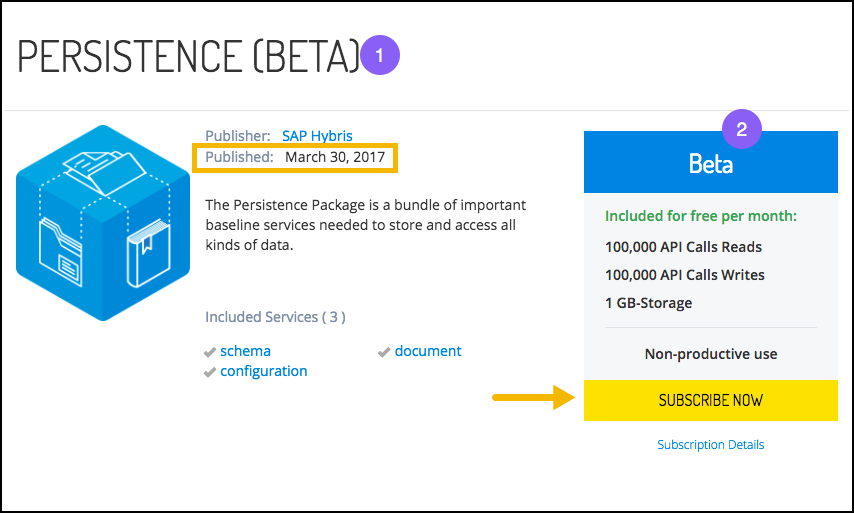 PERSISTENCE (BETA) 1
Publisher: SAP Hybris
Published: March 30, 2017
The Persistence Package is a bundle of important
baseline services needed to store and access all
kinds of data.
Included Services ( 3 )
schema
document
configuration
2
Beta
Included for free per month:
100,000 API Calls Reads
100,000 API Calls Writes
1 GB-Storage
Non-productive use
SUBSCRIBE NOW
Subscription Details